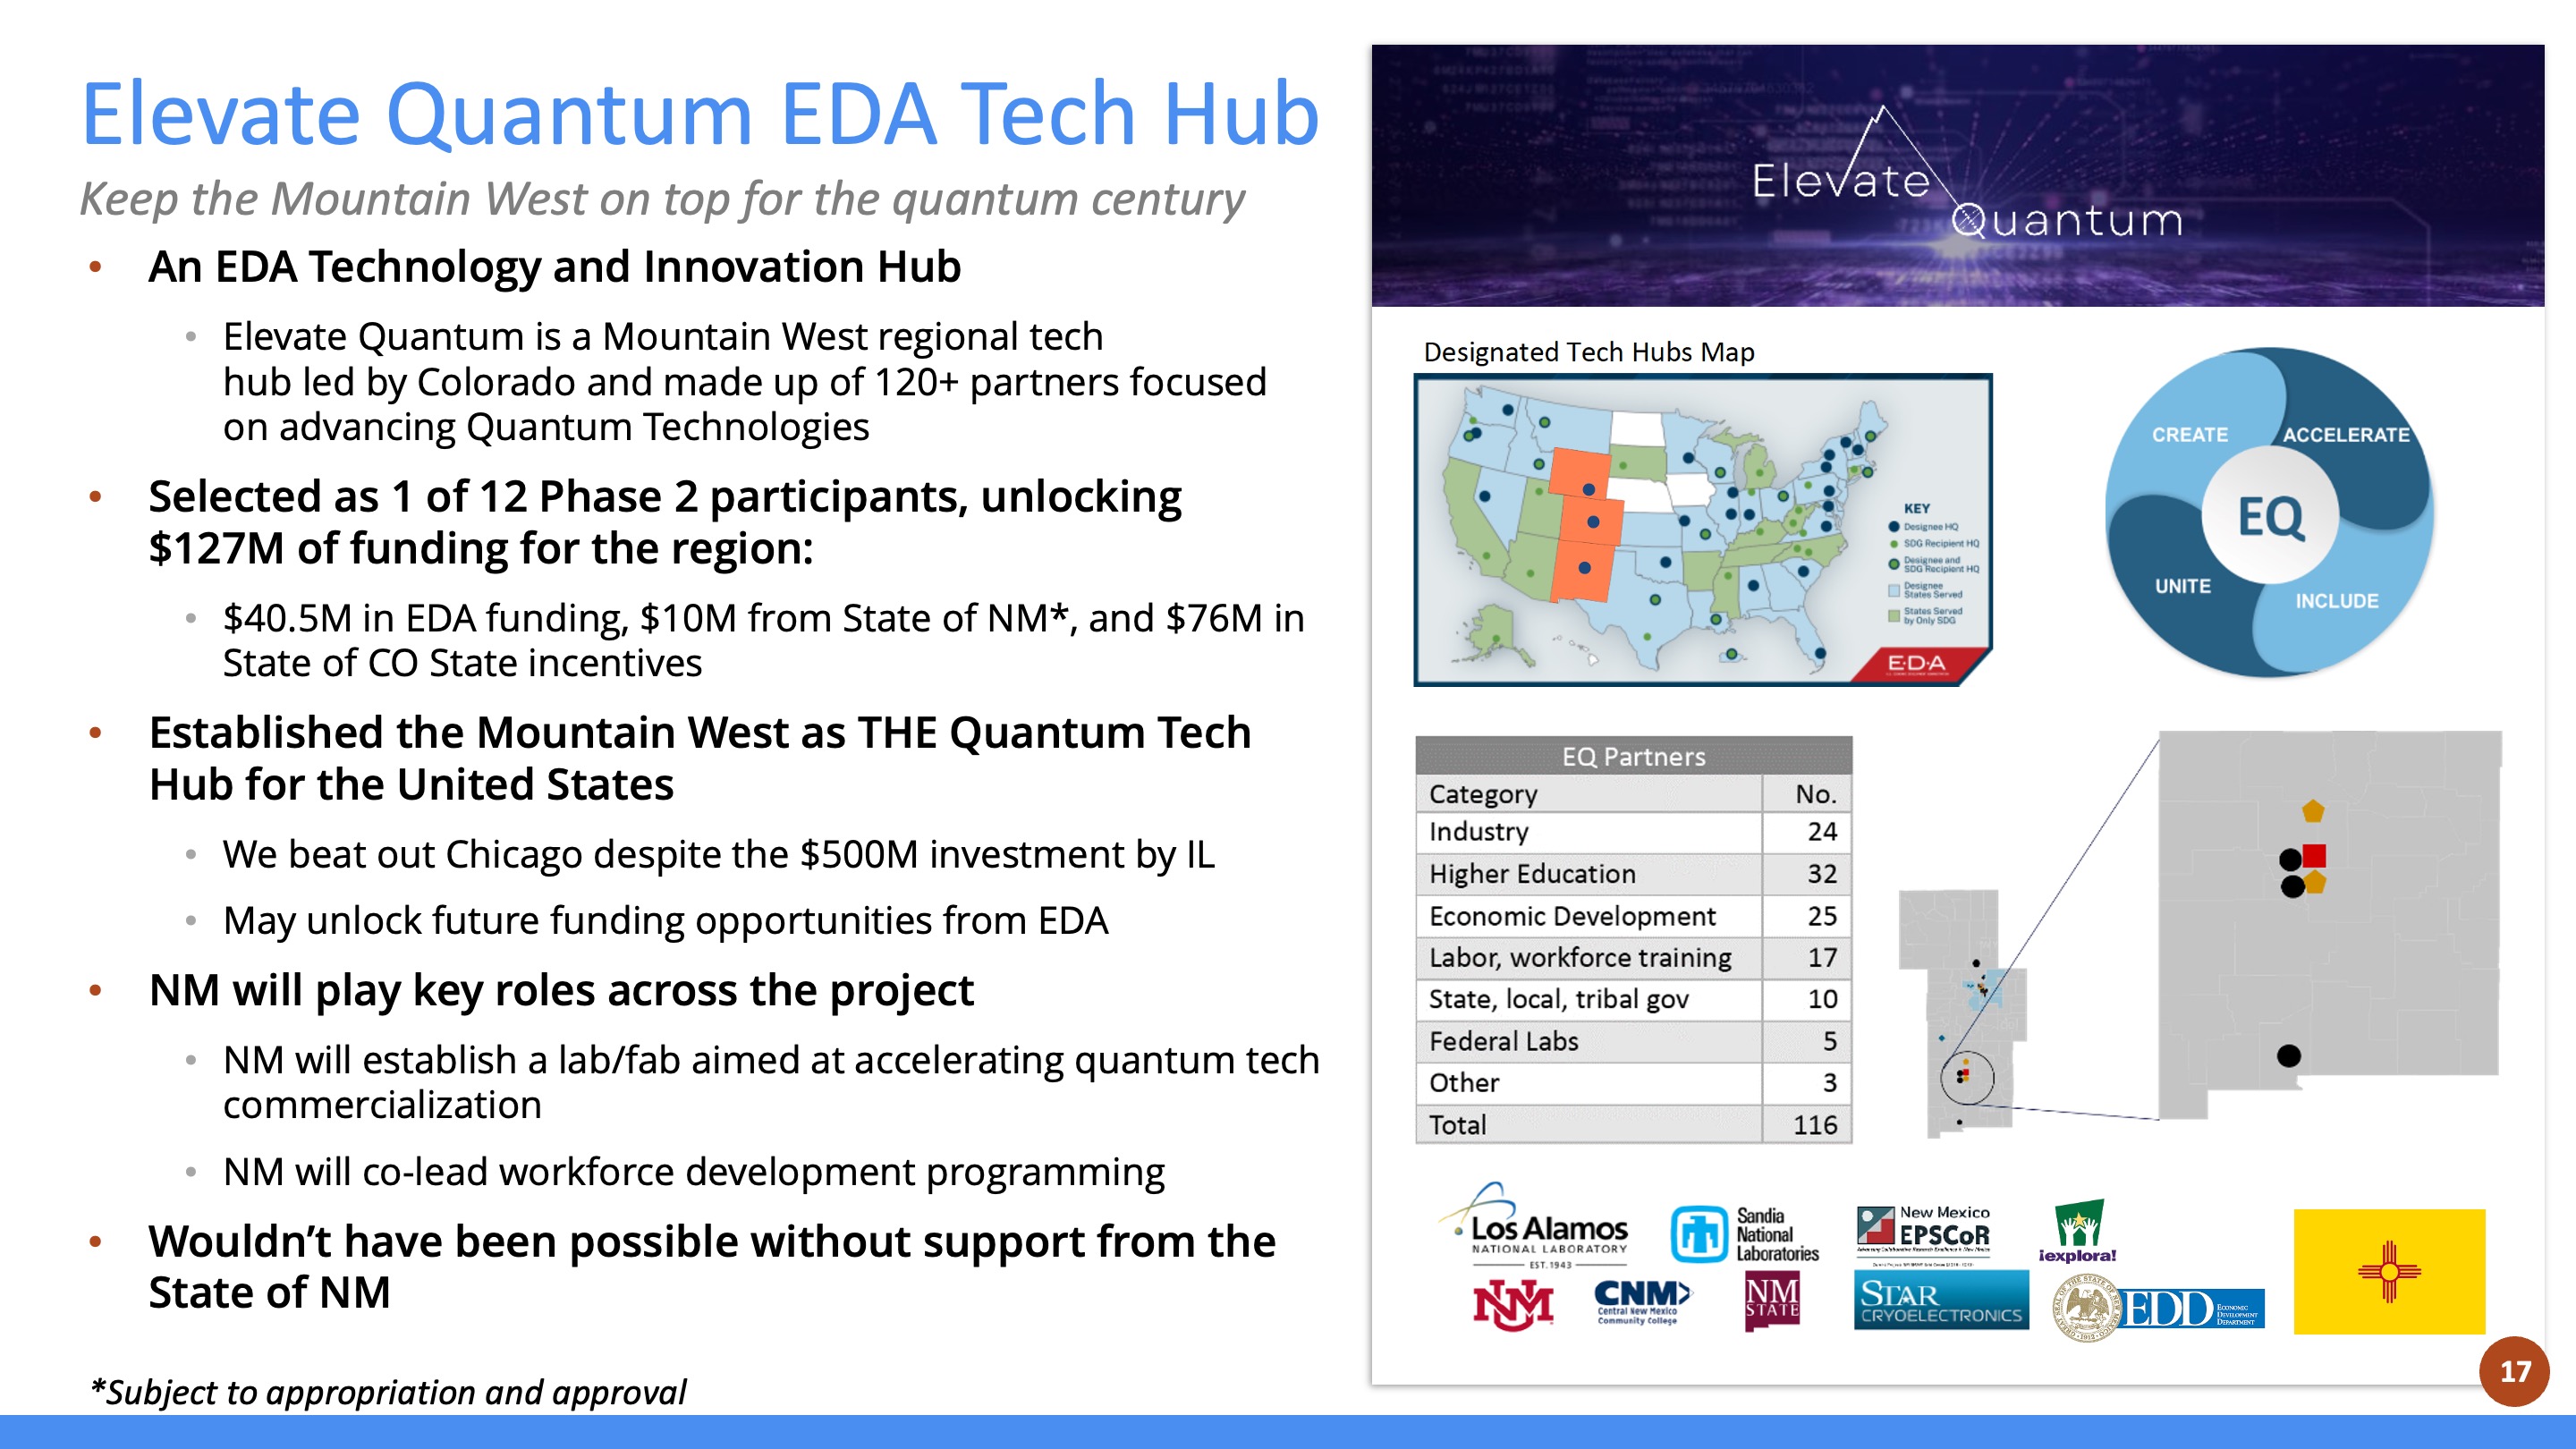 Elevate Quantum EDA Tech Hub
Keep the Mountain West on top for the quantum century
• An EDA Technology and Innovation Hub
• Elevate Quantum is a Mountain West regional tech
hub led by Colorado and made up of 120+ partners focused
on advancing Quantum Technologies
• Selected as 1 of 12 Phase 2 participants, unlocking
$127M of funding for the region:
• $40.5M in EDA funding, $10M from State of NM*, and $76M in
State of CO State incentives
• Established the Mountain West as THE Quantum Tech
Hub for the United States
• We beat out Chicago despite the $500M investment by IL
• May unlock future funding opportunities from EDA
• NM will play key roles across the project
• NM will establish a lab/fab aimed at accelerating quantum tech
commercialization
• NM will co-lead workforce development programming
• Wouldn’t have been possible without support from the
State of NM
*Subject to appropriation and approval
Elevate
Quantum
Designated Tech Hubs Map
KEY
Designee HQ
SDG Recipient HQ
Designee and
SDG Recipient HQ
Designee
States Served
States Served
by Only SDG
E·D·A
CREATE
ACCELERATE
EQ
UNITE
INCLUDE
EQ Partners
Category No.
Industry 24
Higher Education 32
Economic Development 25
Labor, workforce training 17
State, local, tribal gov 10
Federal Labs 5
Other 3
Total 116
Los Alamos
NATIONAL LABORATORY
EST. 1943
Sandia
National
Laboratories
New Mexico
EPSCoR
¡explora!
NM
CNM
Central New Mexico
Community College
NM
STATE
STAR
CRYOELECTRONICS
EDD
ECONOMIC
DEVELOPMENT
DEPARTMENT
17